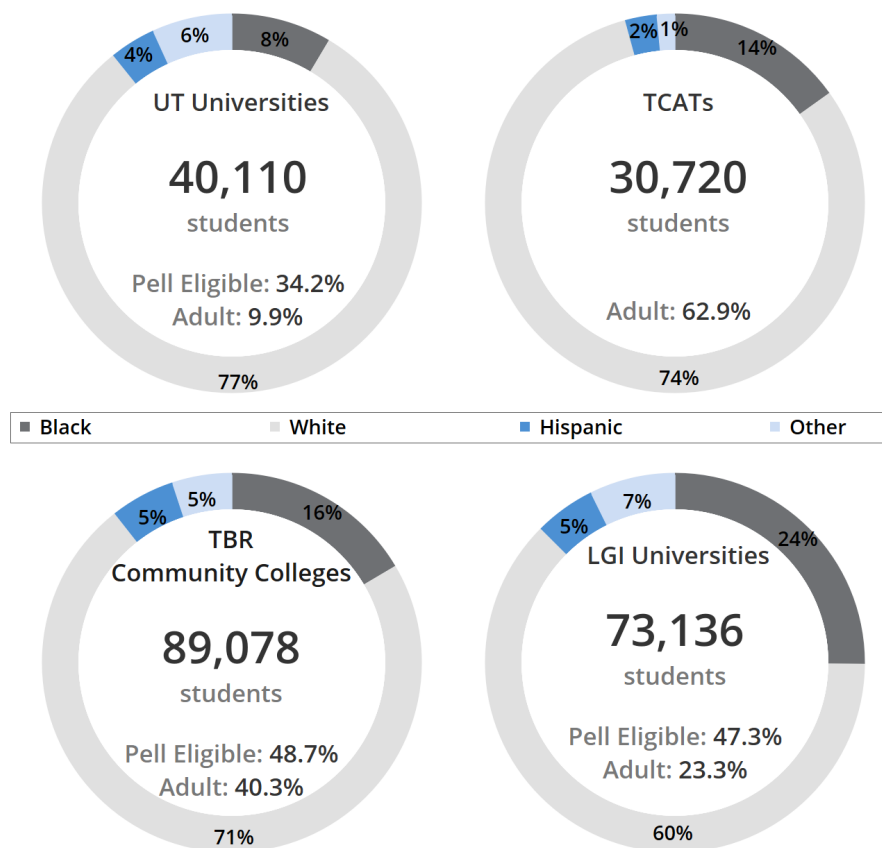 6%
8%
4%
UT Universities
40,110
students
Pell Eligible: 34.2%
Adult: 9.9%
77%
2%
1%
14%
TCATs
30,720
students
Adult: 62.9%
74%
Black
White
Hispanic
Other
5%
5%
16%
TBR
Community Colleges
89,078
students
Pell Eligible: 48.7%
Adult: 40.3%
71%
5%
7%
24%
LGI Universities
73,136
students
Pell Eligible: 47.3%
Adult: 23.3%
60%